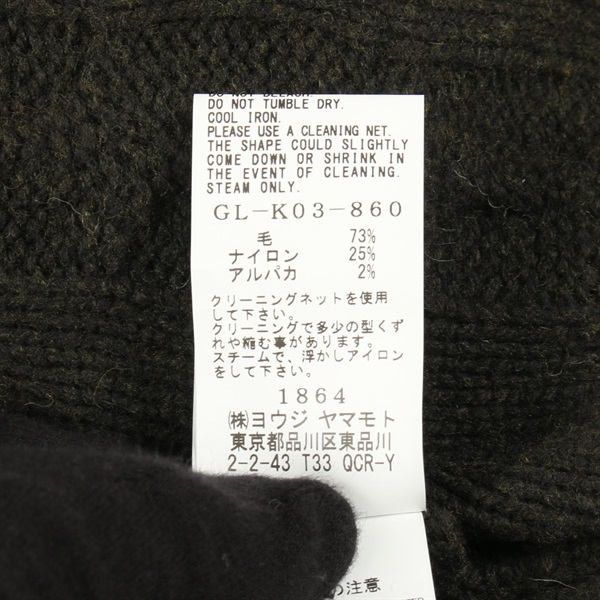 DO NOT BLEACH.
DO NOT TUMBLE DRY.
COOL IRON.
PLEASE USE A CLEANING NET.
THE SHAPE COULD SLIGHTLY
COME DOWN OR SHRINK IN
THE EVENT OF CLEANING.
STEAM ONLY.
GL-K03-860
毛 73%
ナイロン 25%
アルパカ 2%
クリーニングネットを使用
して下さい。
クリーニングで多少の型くず
れや縮む事があります。
スチームで、浮かしアイロン
をして下さい。
1864
㈱ヨウジ ヤマモト
東京都品川区東品川
2-2-43 T33 QCR-Y
の注意